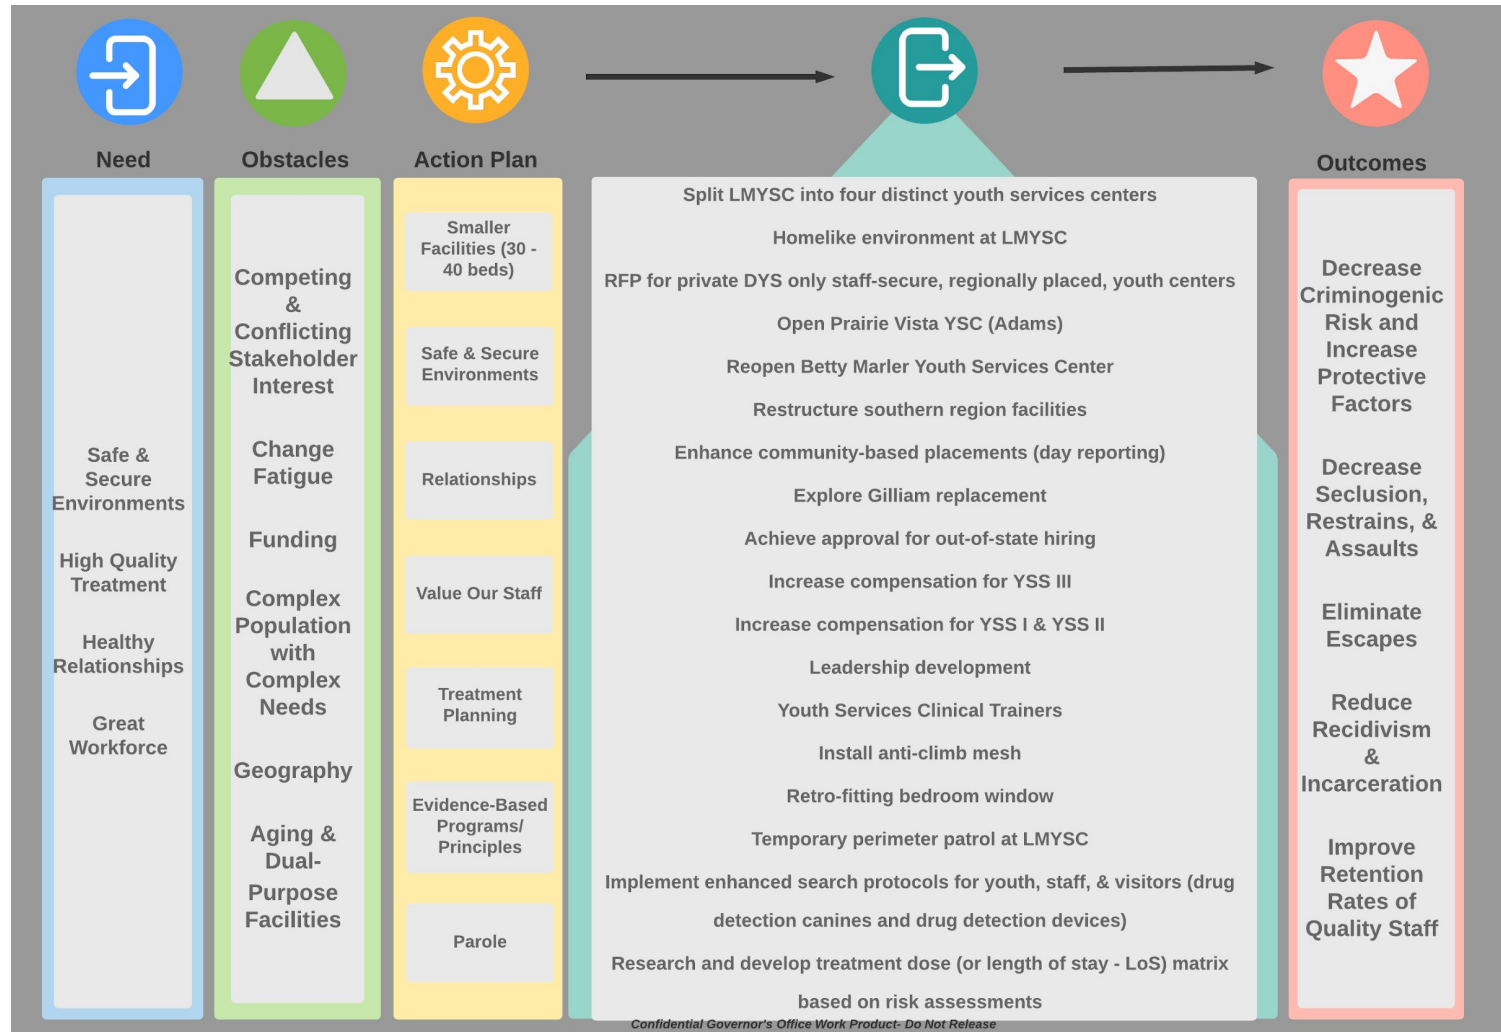 Need
Safe &
Secure
Environments
High Quality
Treatment
Healthy
Relationships
Great
Workforce
Obstacles
Competing
&
Conflicting
Stakeholder
Interest
Change
Fatigue
Funding
Complex
Population
with
Complex
Needs
Geography
Aging &
Dual-
Purpose
Facilities
Action Plan
Smaller
Facilities (30 -
40 beds)
Safe & Secure
Environments
Relationships
Value Our Staff
Treatment
Planning
Evidence-Based
Programs/
Principles
Parole
Split LMYSC into four distinct youth services centers
Homelike environment at LMYSC
RFP for private DYS only staff-secure, regionally placed, youth centers
Open Prairie Vista YSC (Adams)
Reopen Betty Marler Youth Services Center
Restructure southern region facilities
Enhance community-based placements (day reporting)
Explore Gilliam replacement
Achieve approval for out-of-state hiring
Increase compensation for YSS III
Increase compensation for YSS I & YSS II
Leadership development
Youth Services Clinical Trainers
Install anti-climb mesh
Retro-fitting bedroom window
Temporary perimeter patrol at LMYSC
Implement enhanced search protocols for youth, staff, & visitors (drug
detection canines and drug detection devices)
Research and develop treatment dose (or length of stay - LoS) matrix
based on risk assessments
Outcomes
Decrease
Criminogenic
Risk and
Increase
Protective
Factors
Decrease
Seclusion,
Restrains, &
Assaults
Eliminate
Escapes
Reduce
Recidivism
&
Incarceration
Improve
Retention
Rates of
Quality Staff
Confidential Governor's Office Work Product- Do Not Release